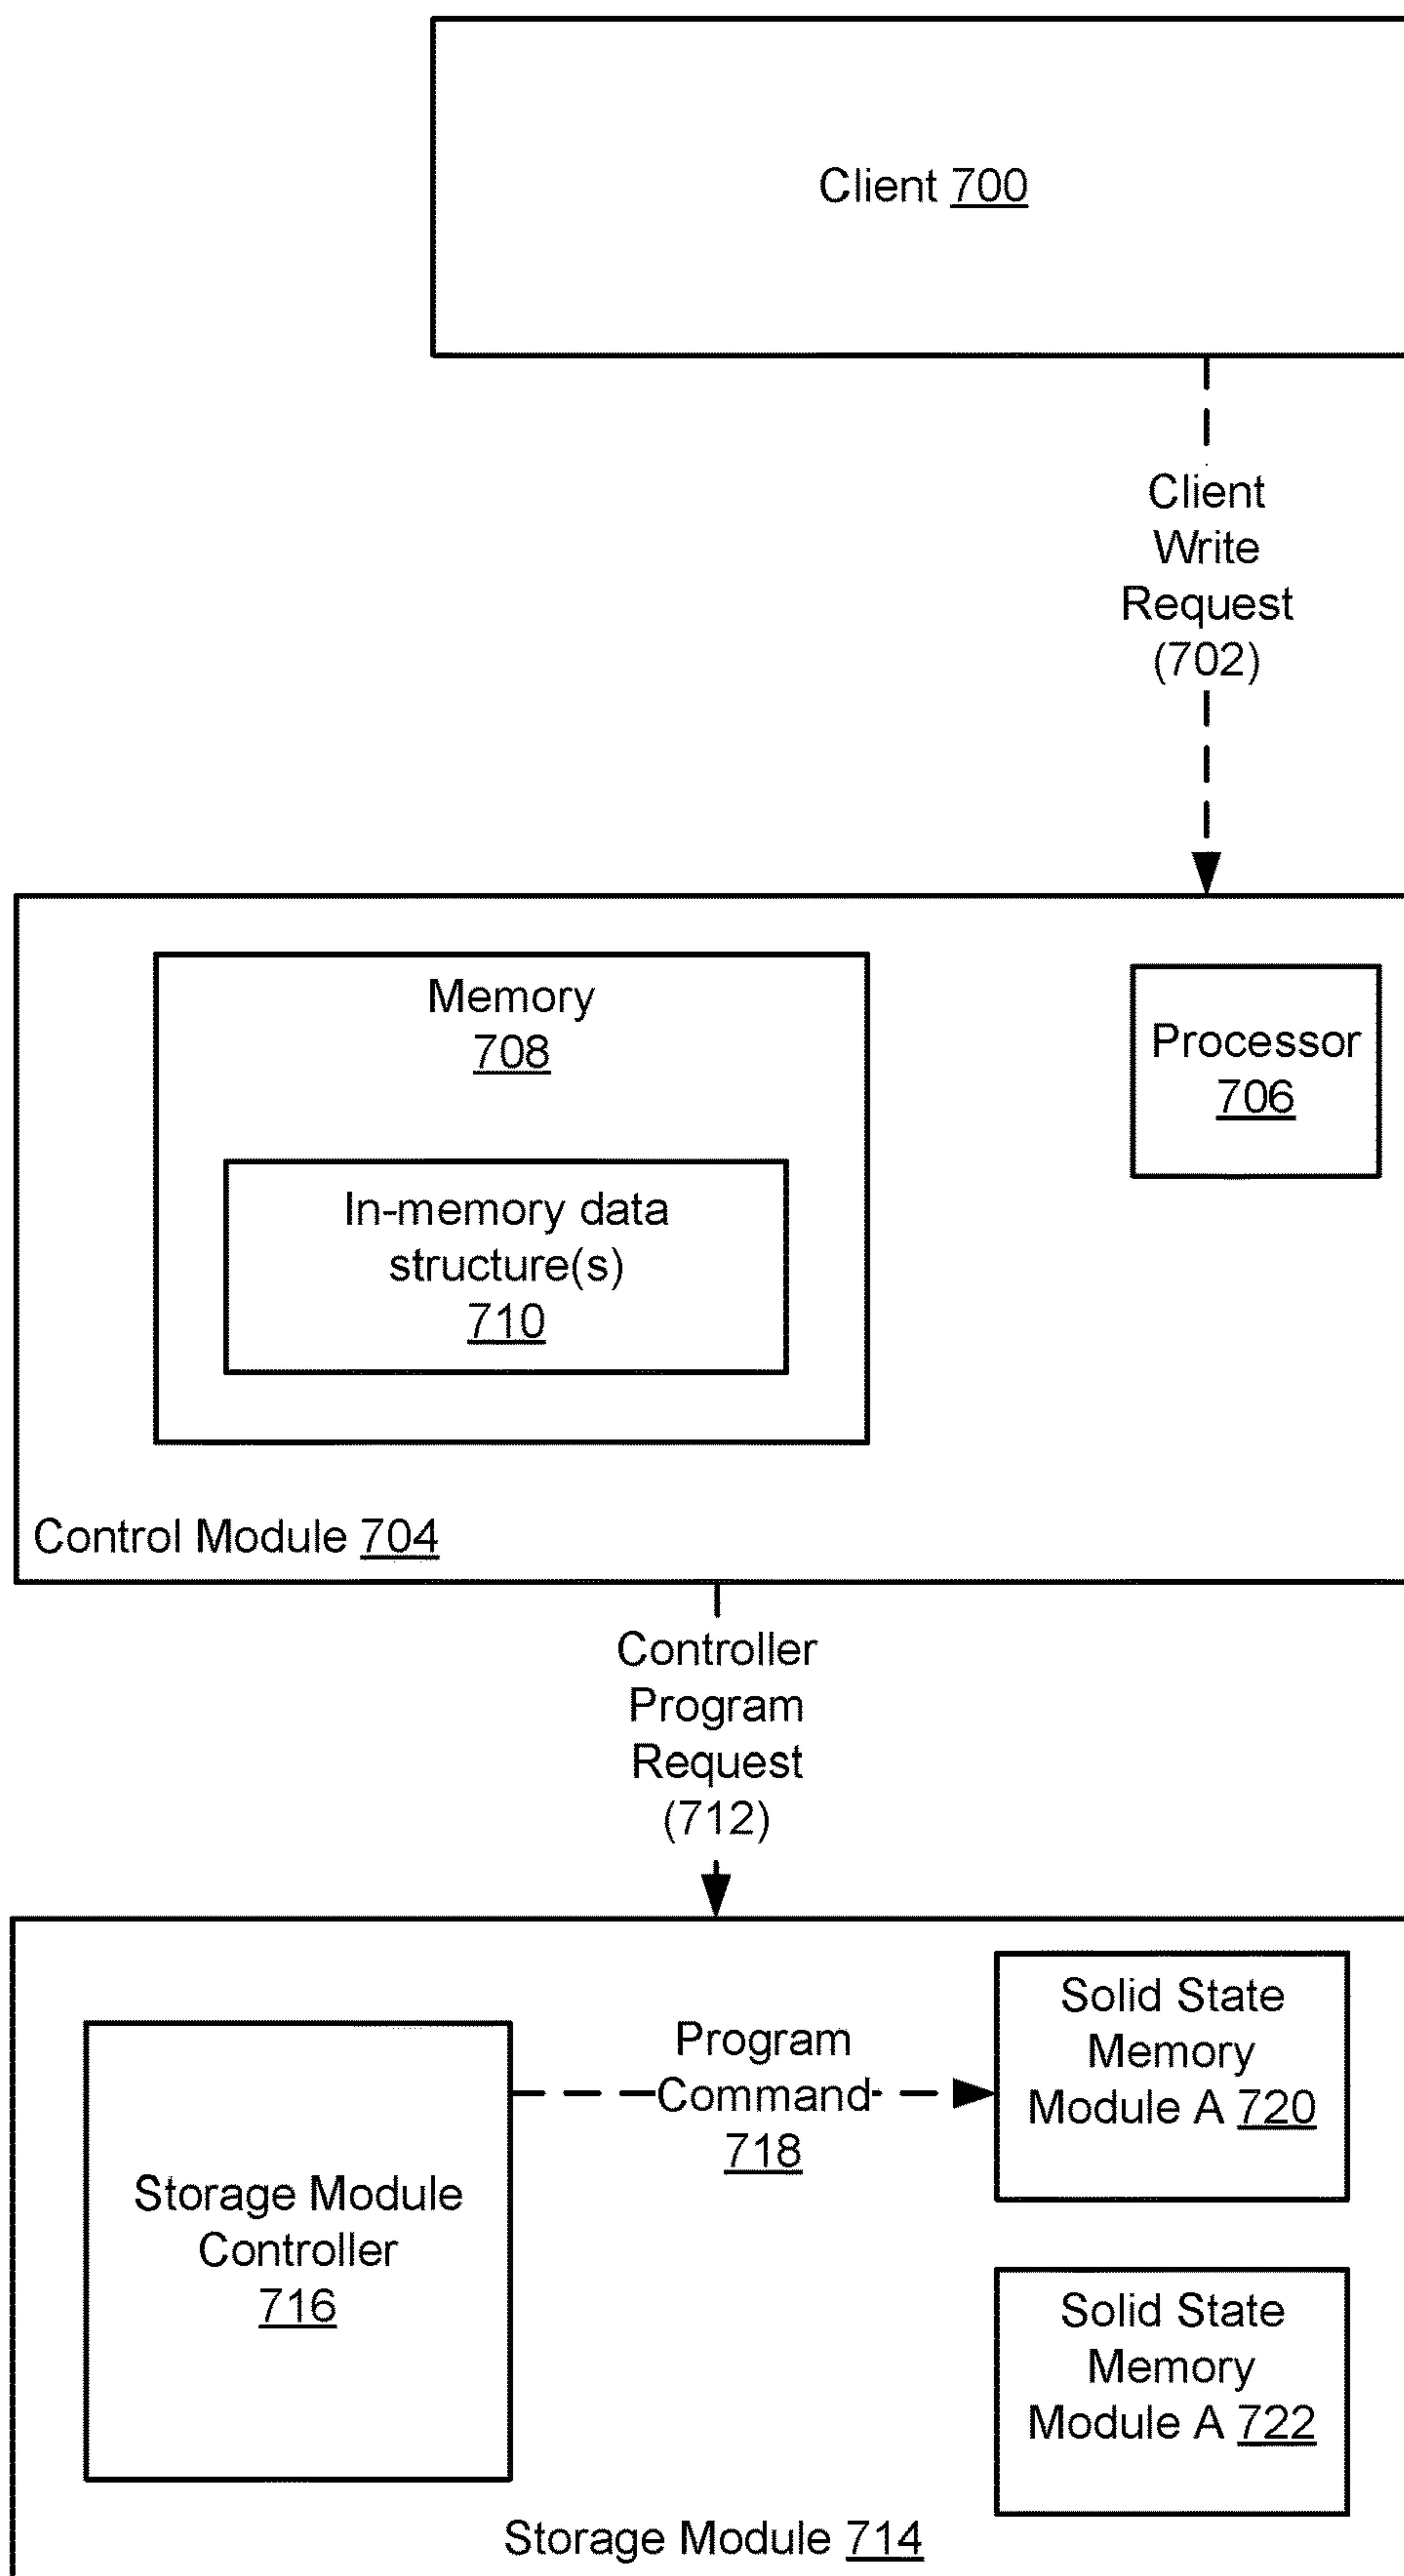 Client 700
Client
Write
Request
(702)
Memory
708
Processor
706
In-memory data
structure(s)
710
Control Module 704
Controller
Program
Request
(712)
Solid State
Memory
Module A 720
Program
Command
718
Storage Module
Controller
716
Solid State
Memory
Module A 722
Storage Module 714